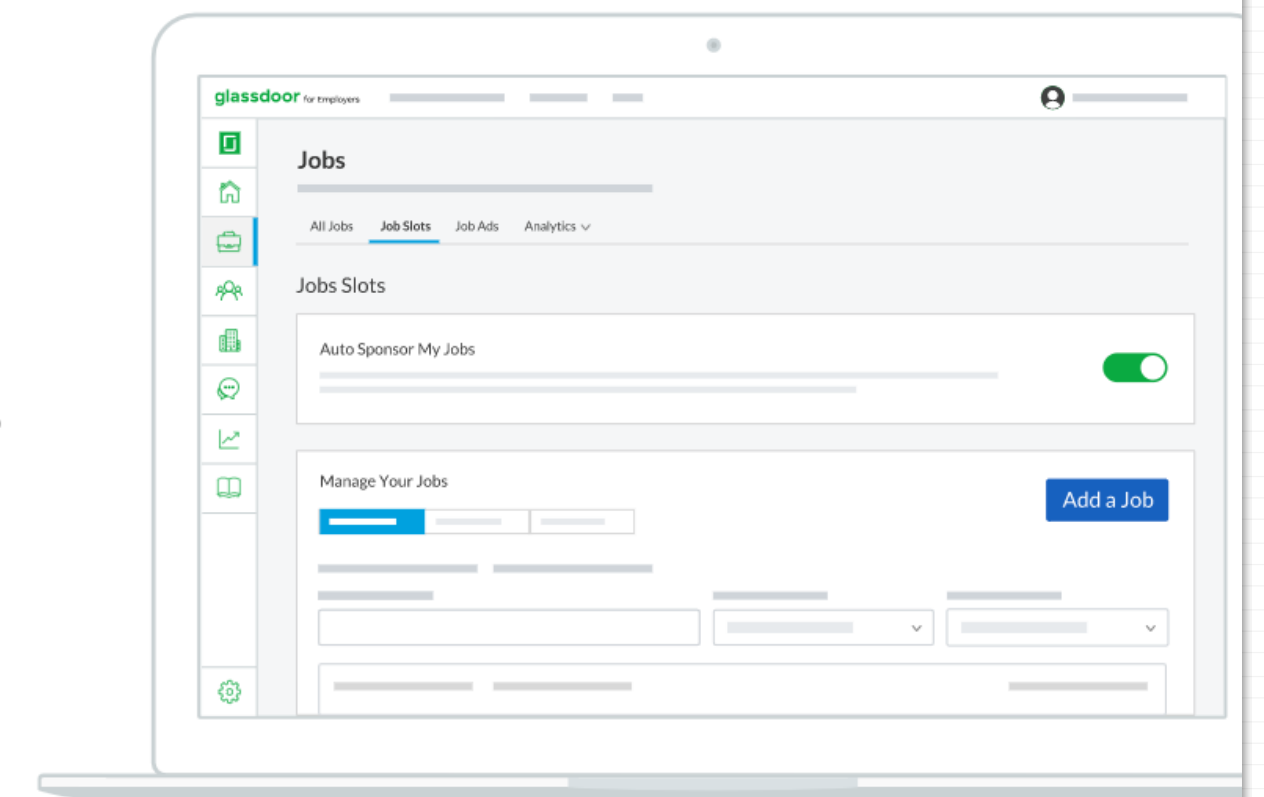 glassdoor for Employers
Jobs
All Jobs Job Slots Job Ads Analytics
Jobs Slots
Auto Sponsor My Jobs
Manage Your Jobs
Add a Job